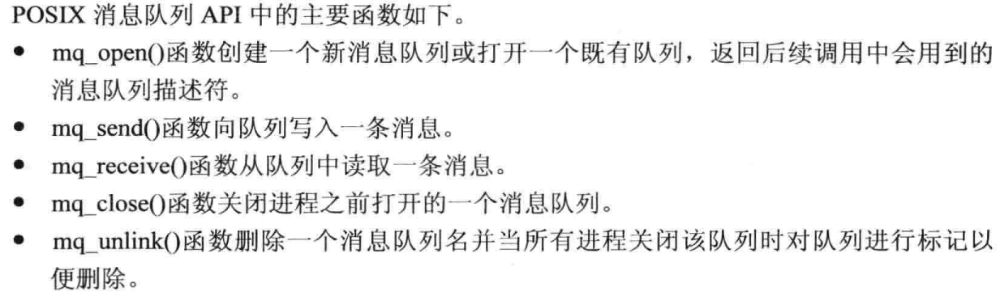 POSIX 消息队列 API 中的主要函数如下。
• mq_open()函数创建一个新消息队列或打开一个既有队列，返回后续调用中会用到的
消息队列描述符。
• mq_send()函数向队列写入一条消息。
• mq_receive()函数从队列中读取一条消息。
• mq_close()函数关闭进程之前打开的一个消息队列。
• mq_unlink()函数删除一个消息队列名并当所有进程关闭该队列时对队列进行标记以
便删除。